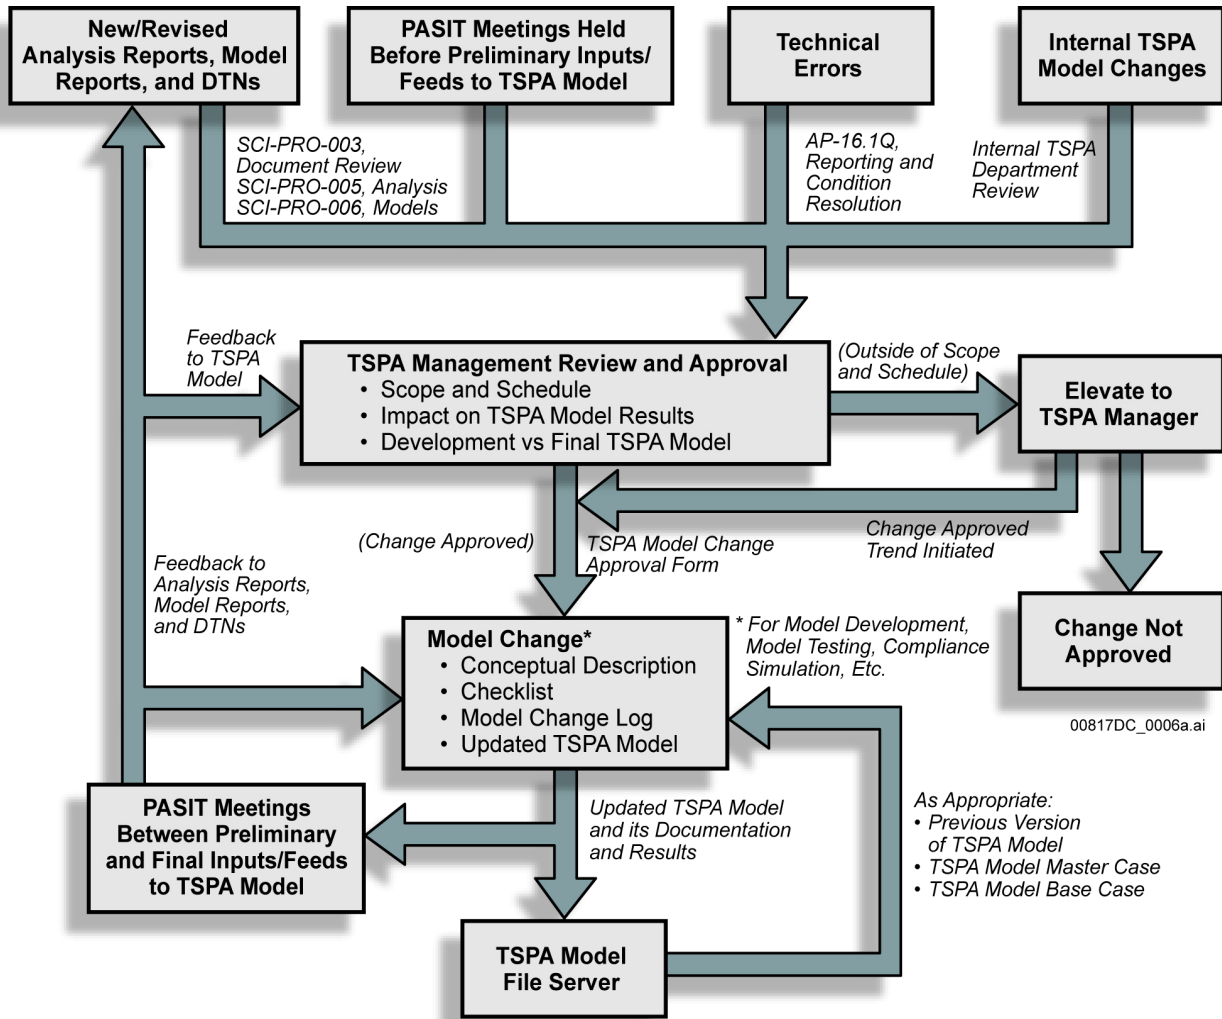 New/Revised
Analysis Reports, Model
Reports, and DTNs
PASIT Meetings Held
Before Preliminary Inputs/
Feeds to TSPA Model
Technical
Errors
Internal TSPA
Model Changes
SCI-PRO-003,
Document Review
SCI-PRO-005, Analysis
SCI-PRO-006, Models
AP-16.1Q,
Reporting and
Condition
Resolution
Internal TSPA
Department
Review
Feedback
to TSPA
Model
TSPA Management Review and Approval
• Scope and Schedule
• Impact on TSPA Model Results
• Development vs Final TSPA Model
(Outside of Scope
and Schedule)
Elevate to
TSPA Manager
(Change Approved)
TSPA Model Change
Approval Form
Change Approved
Trend Initiated
Feedback to
Analysis Reports,
Model Reports,
and DTNs
Model Change*
• Conceptual Description
• Checklist
• Model Change Log
• Updated TSPA Model
* For Model Development,
Model Testing, Compliance
Simulation, Etc.
Change Not
Approved
00817DC_0006a.ai
PASIT Meetings
Between Preliminary
and Final Inputs/Feeds
to TSPA Model
Updated TSPA Model
and its Documentation
and Results
As Appropriate:
• Previous Version
of TSPA Model
• TSPA Model Master Case
• TSPA Model Base Case
TSPA Model
File Server